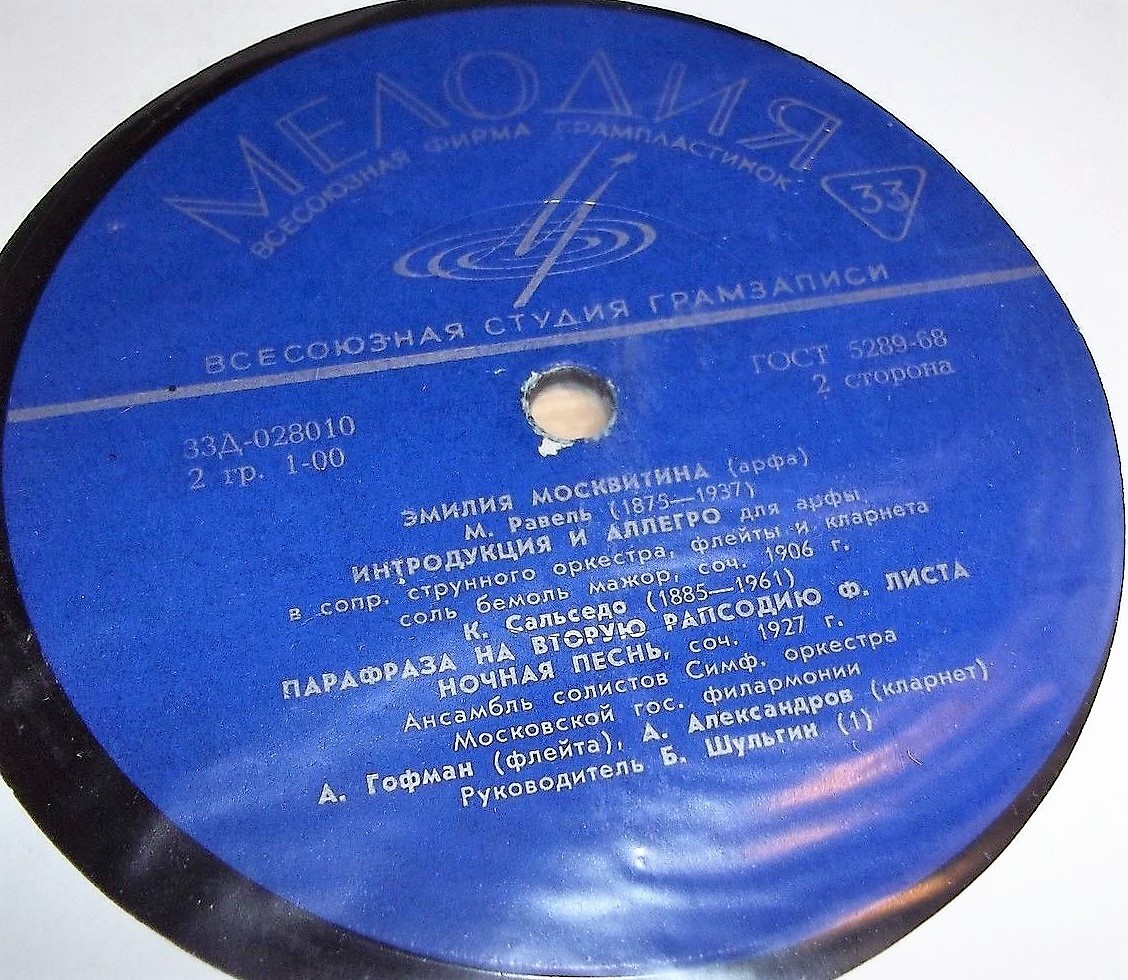 МЕЛОДИЯ
ВСЕСОЮЗНАЯ ФИРМА ГРАМПЛАСТИНОК
33
ВСЕСОЮЗНАЯ СТУДИЯ ГРАМЗАПИСИ
ГОСТ 5289-68
2 сторона
33Д-028010
2 гр. 1-00
ЭМИЛИЯ МОСКВИТИНА (арфа)
М. Равель (1875—1937)
ИНТРОДУКЦИЯ И АЛЛЕГРО для арфы
в сопр. струнного оркестра, флейты и кларнета
соль бемоль мажор, соч. 1906 г.
К. Сальседо (1885—1961)
ПАРАФРАЗА НА ВТОРУЮ РАПСОДИЮ Ф. ЛИСТА
НОЧНАЯ ПЕСНЬ, соч. 1927 г.
Ансамбль солистов Симф. оркестра
Московской гос. филармонии
А. Гофман (флейта), А. Александров (кларнет)
Руководитель Б. Шульгин (1)